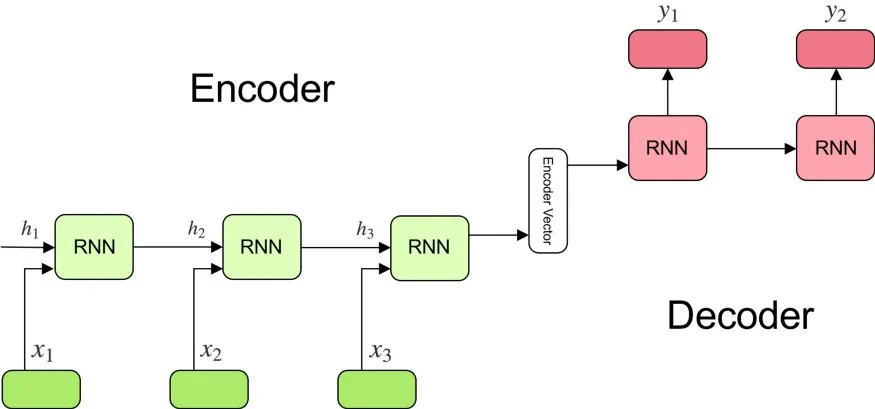 y₁ y₂
Encoder
RNN RNN
Encoder Vector
h₁ h₂ h₃
RNN RNN RNN
Decoder
x₁ x₂ x₃